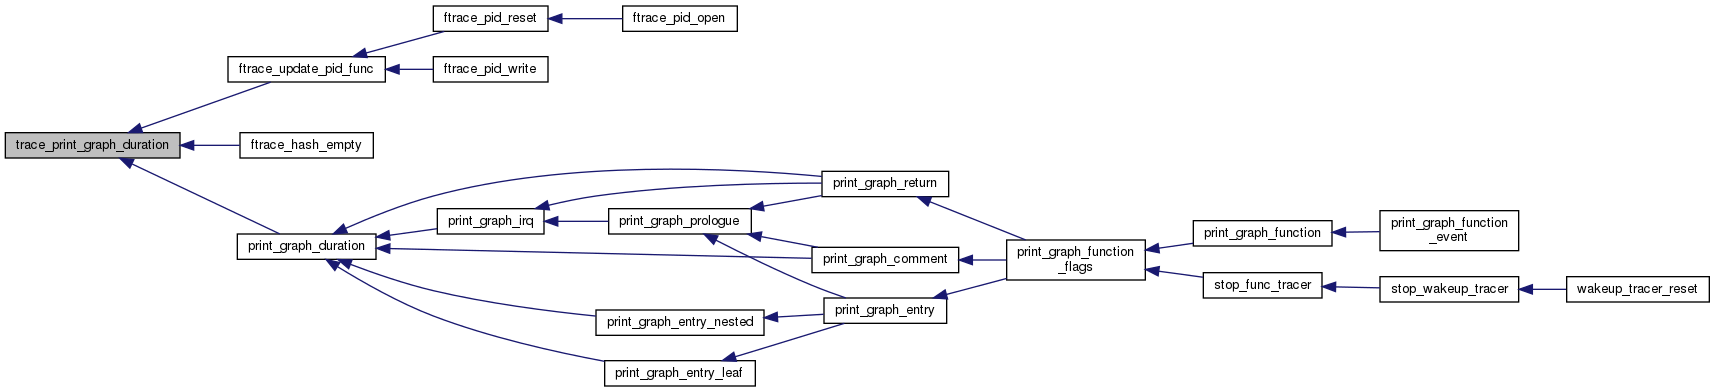 ftrace_pid_reset
ftrace_pid_open
ftrace_update_pid_func
ftrace_pid_write
trace_print_graph_duration
ftrace_hash_empty
print_graph_return
print_graph_irq
print_graph_prologue
print_graph_duration
print_graph_comment
print_graph_function
_flags
print_graph_function
print_graph_function
_event
stop_func_tracer
stop_wakeup_tracer
wakeup_tracer_reset
print_graph_entry
print_graph_entry_nested
print_graph_entry_leaf